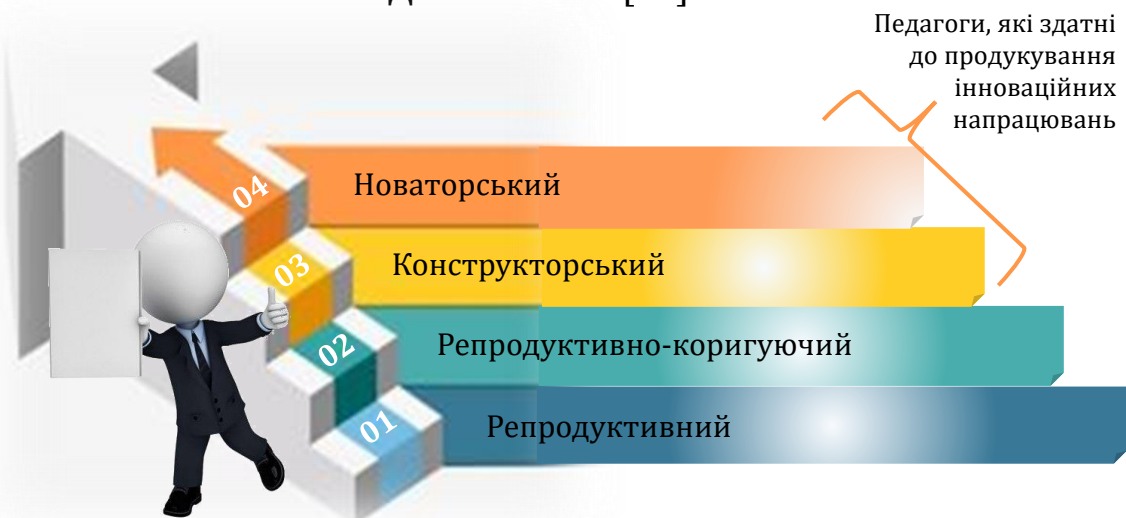 Педагоги, які здатні
до продукування
інноваційних
напрацювань
04
Новаторський
03
Конструкторський
02
Репродуктивно-коригуючий
01
Репродуктивний